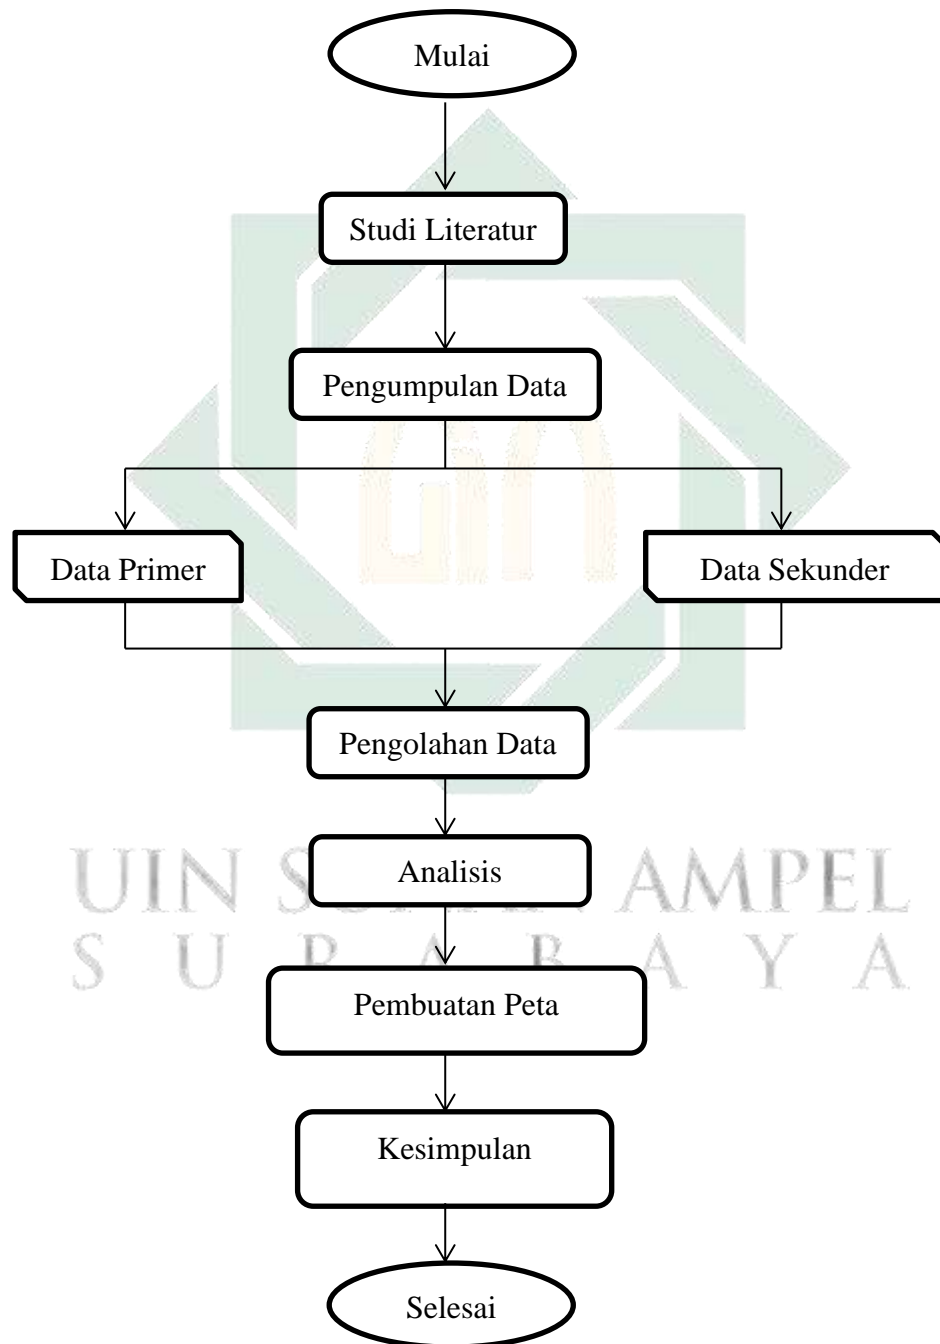 Mulai
Studi Literatur
Pengumpulan Data
Data Primer
Data Sekunder
Pengolahan Data
Analisis
UIN SUNAN AMPEL
SURABAYA
Pembuatan Peta
Kesimpulan
Selesai